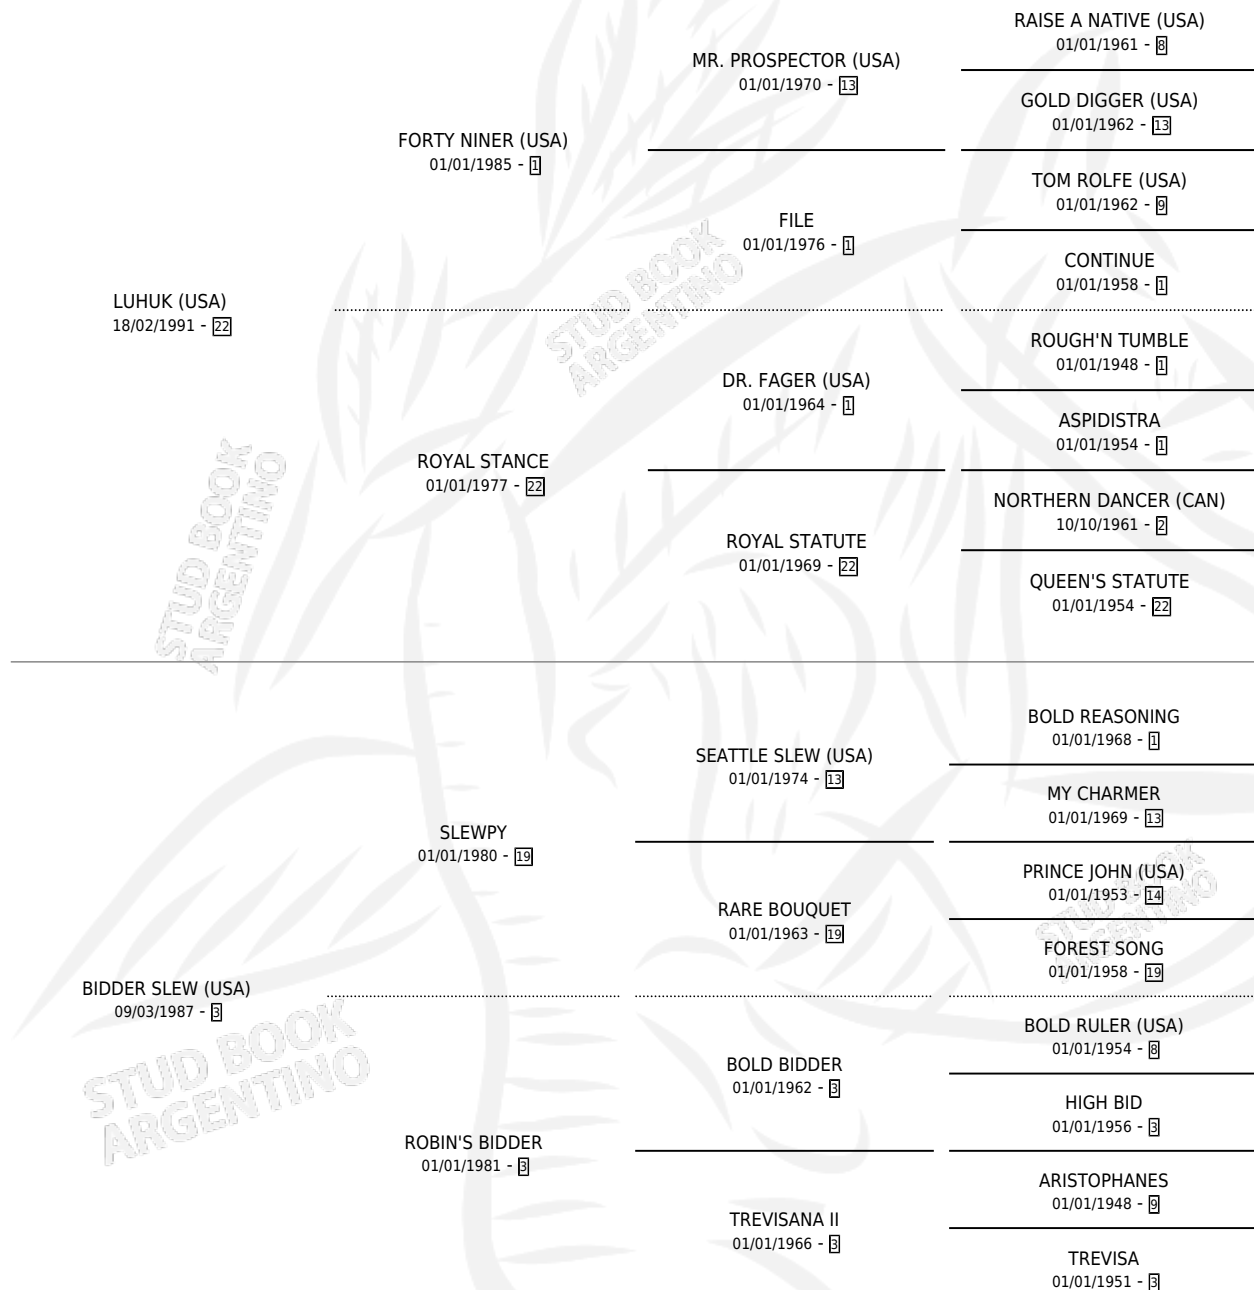 RAISE A NATIVE (USA)
01/01/1961 - 8
MR. PROSPECTOR (USA)
01/01/1970 - 13
GOLD DIGGER (USA)
01/01/1962 - 13
FORTY NINER (USA)
01/01/1985 - 1
TOM ROLFE (USA)
01/01/1962 - 9
FILE
01/01/1976 - 1
CONTINUE
01/01/1958 - 1
LUHUK (USA)
18/02/1991 - 22
ROUGH'N TUMBLE
01/01/1948 - 1
DR. FAGER (USA)
01/01/1964 - 1
ASPIDISTRA
01/01/1954 - 1
ROYAL STANCE
01/01/1977 - 22
NORTHERN DANCER (CAN)
10/10/1961 - 2
ROYAL STATUTE
01/01/1969 - 22
QUEEN'S STATUTE
01/01/1954 - 22
BOLD REASONING
01/01/1968 - 1
SEATTLE SLEW (USA)
01/01/1974 - 13
MY CHARMER
01/01/1969 - 13
SLEWPY
01/01/1980 - 19
PRINCE JOHN (USA)
01/01/1953 - 14
RARE BOUQUET
01/01/1963 - 19
FOREST SONG
01/01/1958 - 19
BIDDER SLEW (USA)
09/03/1987 - 3
BOLD RULER (USA)
01/01/1954 - 8
BOLD BIDDER
01/01/1962 - 3
HIGH BID
01/01/1956 - 3
ROBIN'S BIDDER
01/01/1981 - 3
ARISTOPHANES
01/01/1948 - 9
TREVISANA II
01/01/1966 - 3
TREVISA
01/01/1951 - 3
STUD BOOK
ARGENTINO
STUD BOOK
ARGENTINO
STUD BOOK
ARGENTINO
STUD BOOK
ARGENTINO